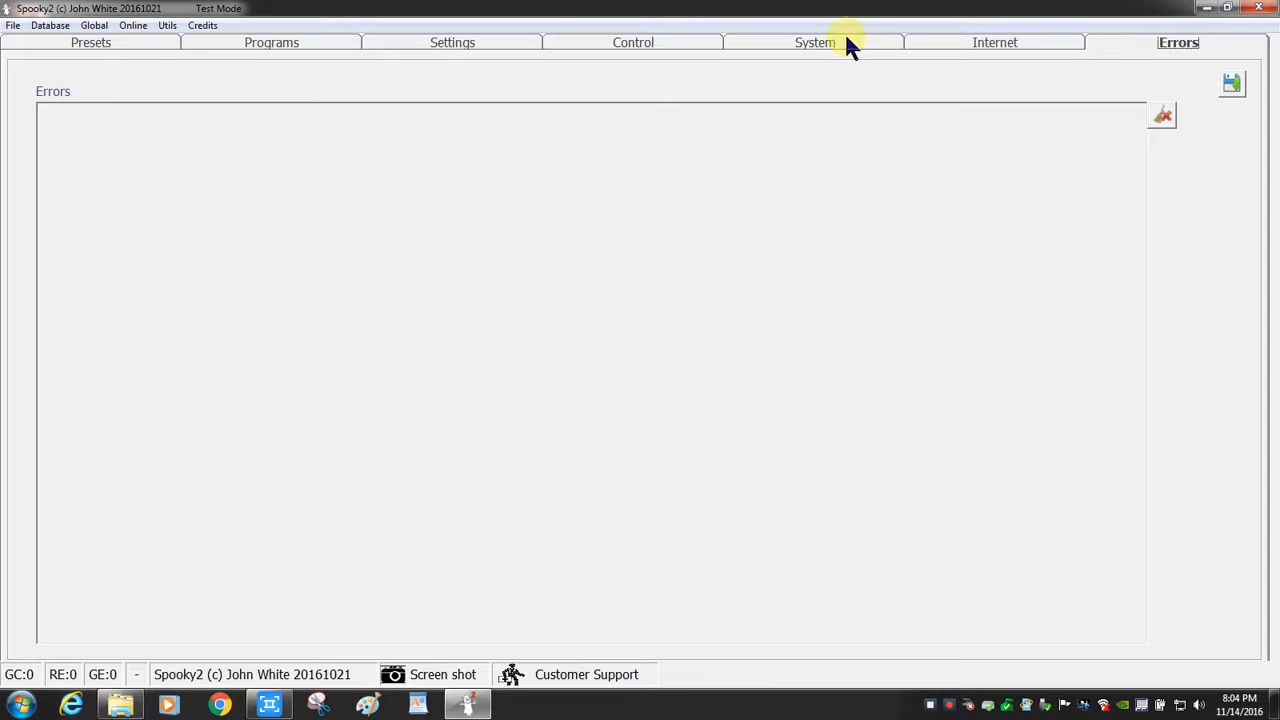 Spooky2 (c) John White 20161021 Test Mode
File Database Global Online Utils Credits
Presets Programs Settings Control System Internet Errors
Errors
GC:0 RE:0 GE:0 - Spooky2 (c) John White 20161021 Screen shot Customer Support
8:04 PM
11/14/2016